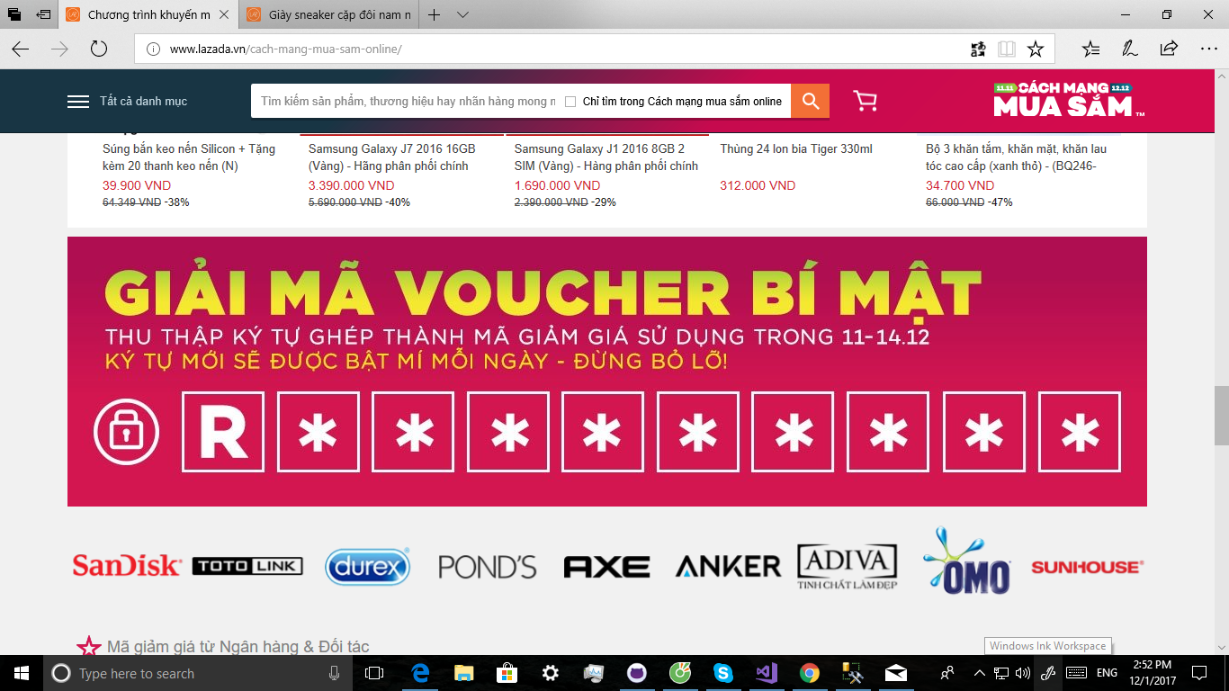 Chương trình khuyến m
Giày sneaker cặp đôi nam n
www.lazada.vn/cach-mang-mua-sam-online/
Tất cả danh mục
Tìm kiếm sản phẩm, thương hiệu hay nhãn hàng mong n
Chỉ tìm trong Cách mạng mua sắm online
11.11 CÁCH MẠNG 12.12
MUA SẮM TM
Súng bắn keo nến Silicon + Tặng
kèm 20 thanh keo nến (N)
39.900 VND
64.349 VND -38%
Samsung Galaxy J7 2016 16GB
(Vàng) - Hãng phân phối chính
3.390.000 VND
5.690.000 VND -40%
Samsung Galaxy J1 2016 8GB 2
SIM (Vàng) - Hàng phân phối chính
1.690.000 VND
2.390.000 VND -29%
Thùng 24 lon bia Tiger 330ml
312.000 VND
Bộ 3 khăn tắm, khăn mặt, khăn lau
tóc cao cấp (xanh thỏ) - (BQ246-
34.700 VND
66.000 VND -47%
GIẢI MÃ VOUCHER BÍ MẬT
THU THẬP KÝ TỰ GHÉP THÀNH MÃ GIẢM GIÁ SỬ DỤNG TRONG 11-14.12
KÝ TỰ MỚI SẼ ĐƯỢC BẬT MÍ MỖI NGÀY - ĐỪNG BỎ LỠ!
R * * * * * * * * *
SanDisk TOTO LINK durex POND'S AXE ANKER ADIVA OMO SUNHOUSE
TINH CHẤT LÀM ĐẸP
Mã giảm giá từ Ngân hàng & Đối tác
Windows Ink Workspace
Type here to search
ENG
2:52 PM
12/1/2017